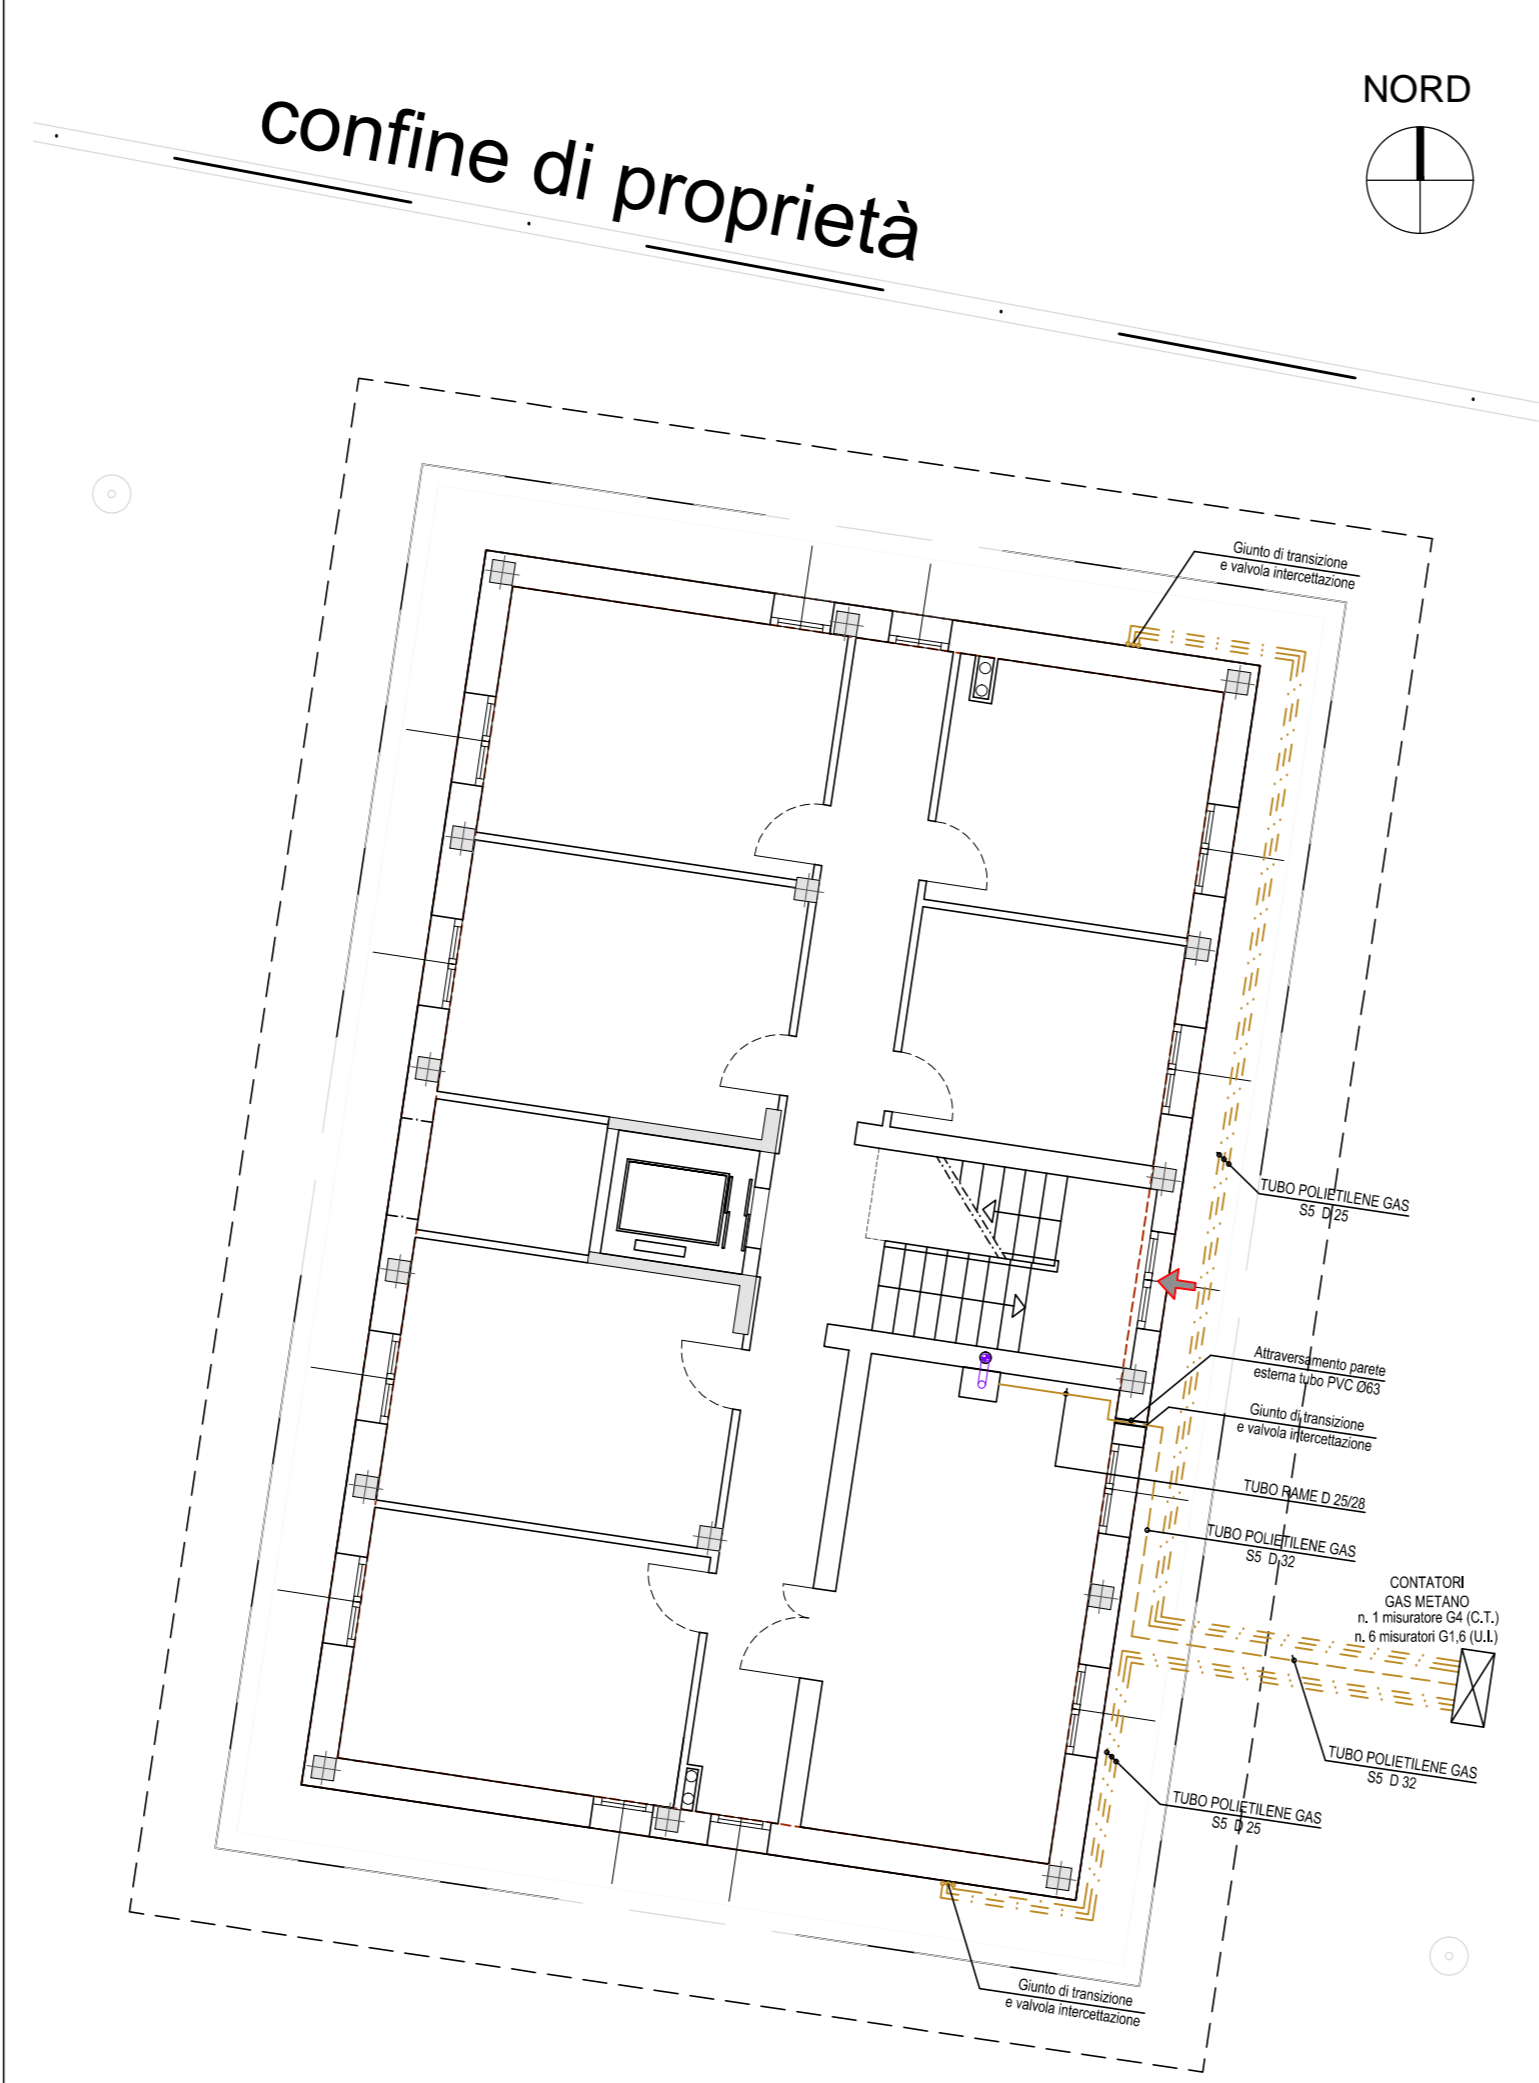 NORD
confine di proprietà
Giunto di transizione
e valvola intercettazione
TUBO POLIETILENE GAS
S5 D 25
Attraversamento parete
esterna tubo PVC Ø63
Giunto di transizione
e valvola intercettazione
TUBO RAME D 25/28
TUBO POLIETILENE GAS
S5 D 32
CONTATORI
GAS METANO
n. 1 misuratore G4 (C.T.)
n. 6 misuratori G1,6 (U.I.)
TUBO POLIETILENE GAS
S5 D 32
TUBO POLIETILENE GAS
S5 D 25
Giunto di transizione
e valvola intercettazione